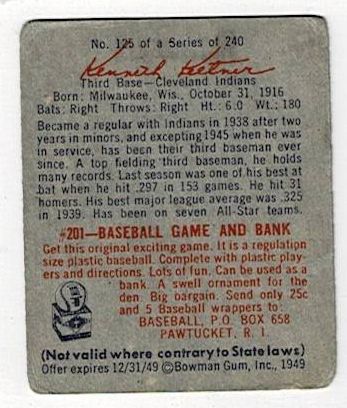 No. 125 of a Series of 240
Kenneth Keltner
Third Base—Cleveland Indians
Born: Milwaukee, Wis., October 31, 1916
Bats: Right Throws: Right Ht.: 6.0 Wt.: 180
Became a regular with Indians in 1938 after two
years in minors, and excepting 1945 when he was
in service, has been their third baseman ever
since. A top fielding third baseman, he holds
many records. Last season was one of his best at
bat when he hit .297 in 153 games. He hit 31
homers. His best major league average was .325
in 1939. Has been on seven All-Star teams.
#201—BASEBALL GAME AND BANK
Get this original exciting game. It is a regulation
size plastic baseball. Complete with plastic play-
ers and directions. Lots of fun. Can be used as a
bank. A swell ornament for the
den. Big bargain. Send only 25c
and 5 Baseball wrappers to:
BASEBALL, P.O. BOX 658
PAWTUCKET, R. I.
(Not valid where contrary to State laws)
Offer expires 12/31/49 ©Bowman Gum, Inc., 1949